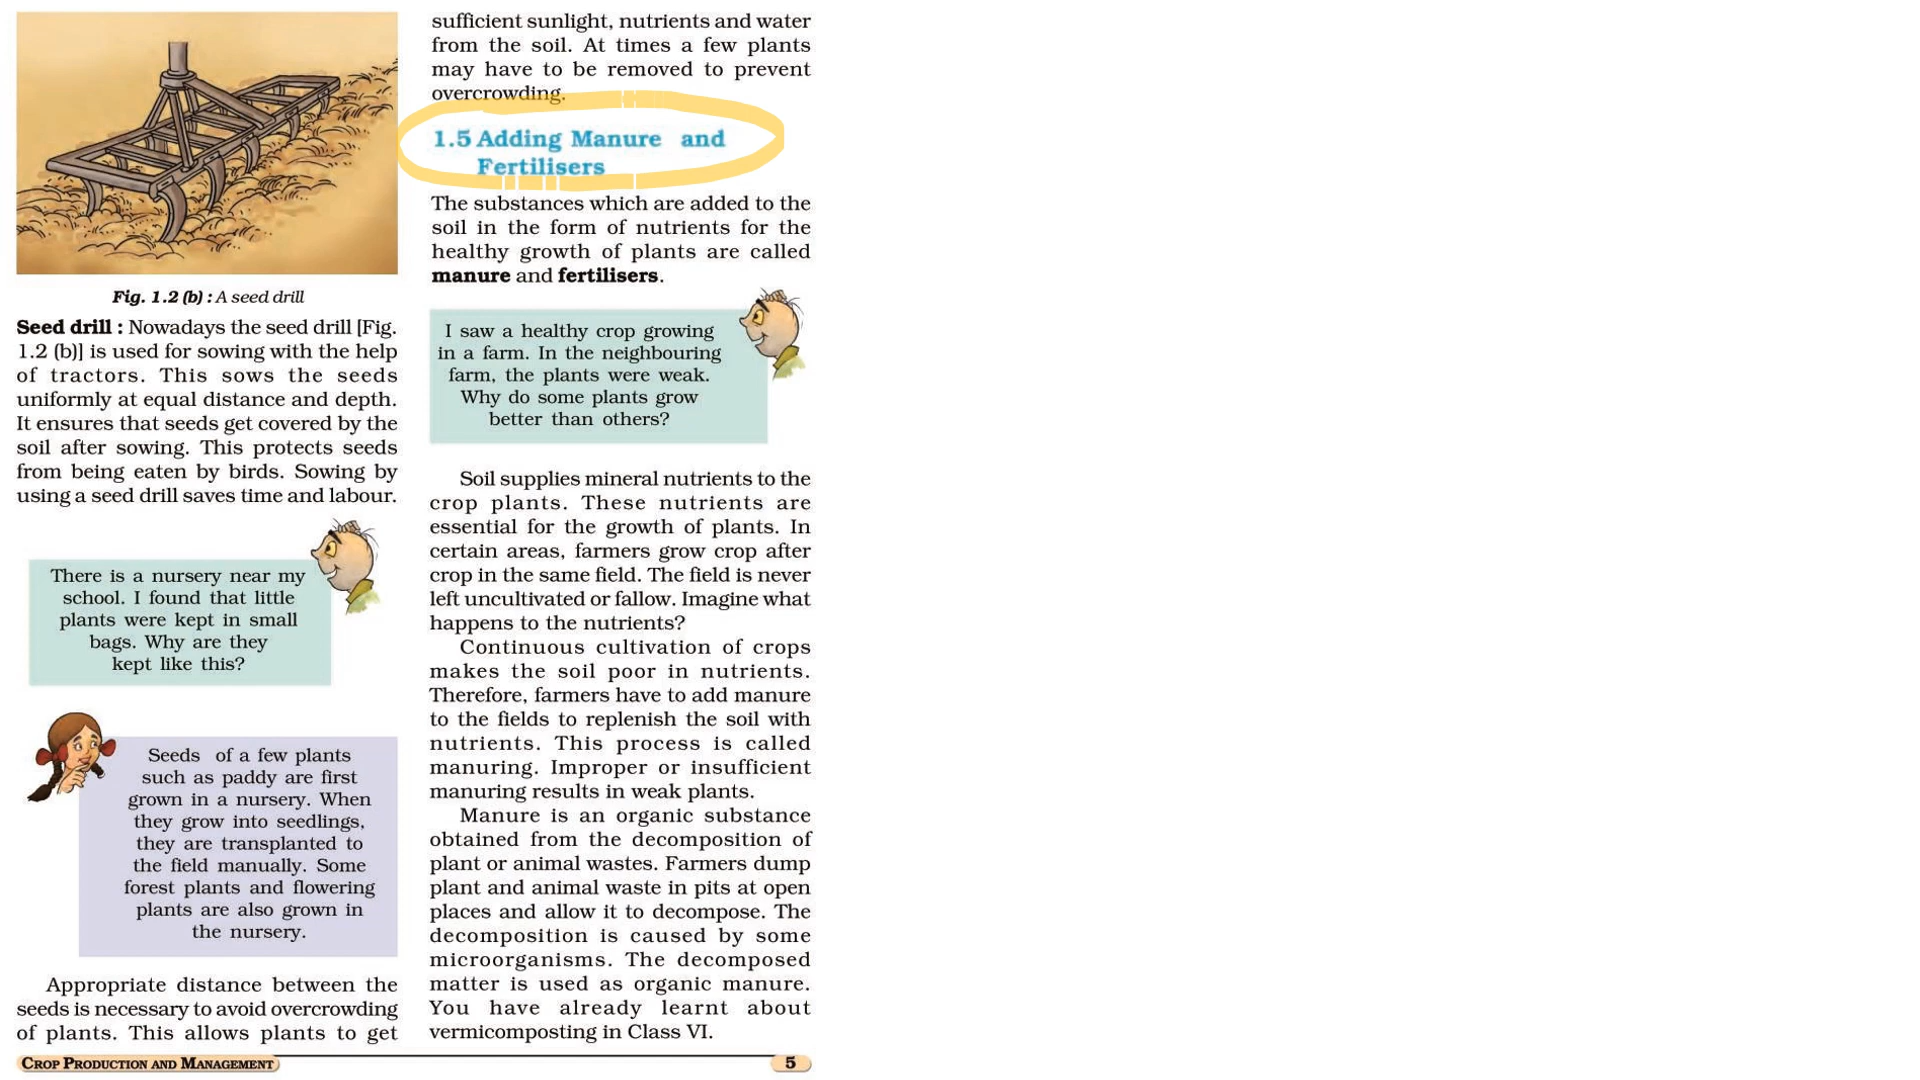 Fig. 1.2 (b) : A seed drill
Seed drill : Nowadays the seed drill [Fig.
1.2 (b)] is used for sowing with the help
of tractors. This sows the seeds
uniformly at equal distance and depth.
It ensures that seeds get covered by the
soil after sowing. This protects seeds
from being eaten by birds. Sowing by
using a seed drill saves time and labour.
There is a nursery near my
school. I found that little
plants were kept in small
bags. Why are they
kept like this?
Seeds of a few plants
such as paddy are first
grown in a nursery. When
they grow into seedlings,
they are transplanted to
the field manually. Some
forest plants and flowering
plants are also grown in
the nursery.
Appropriate distance between the
seeds is necessary to avoid overcrowding
of plants. This allows plants to get
sufficient sunlight, nutrients and water
from the soil. At times a few plants
may have to be removed to prevent
overcrowding.
1.5 Adding Manure and
Fertilisers
The substances which are added to the
soil in the form of nutrients for the
healthy growth of plants are called
manure and fertilisers.
I saw a healthy crop growing
in a farm. In the neighbouring
farm, the plants were weak.
Why do some plants grow
better than others?
Soil supplies mineral nutrients to the
crop plants. These nutrients are
essential for the growth of plants. In
certain areas, farmers grow crop after
crop in the same field. The field is never
left uncultivated or fallow. Imagine what
happens to the nutrients?
Continuous cultivation of crops
makes the soil poor in nutrients.
Therefore, farmers have to add manure
to the fields to replenish the soil with
nutrients. This process is called
manuring. Improper or insufficient
manuring results in weak plants.
Manure is an organic substance
obtained from the decomposition of
plant or animal wastes. Farmers dump
plant and animal waste in pits at open
places and allow it to decompose. The
decomposition is caused by some
microorganisms. The decomposed
matter is used as organic manure.
You have already learnt about
vermicomposting in Class VI.
CROP PRODUCTION AND MANAGEMENT
5